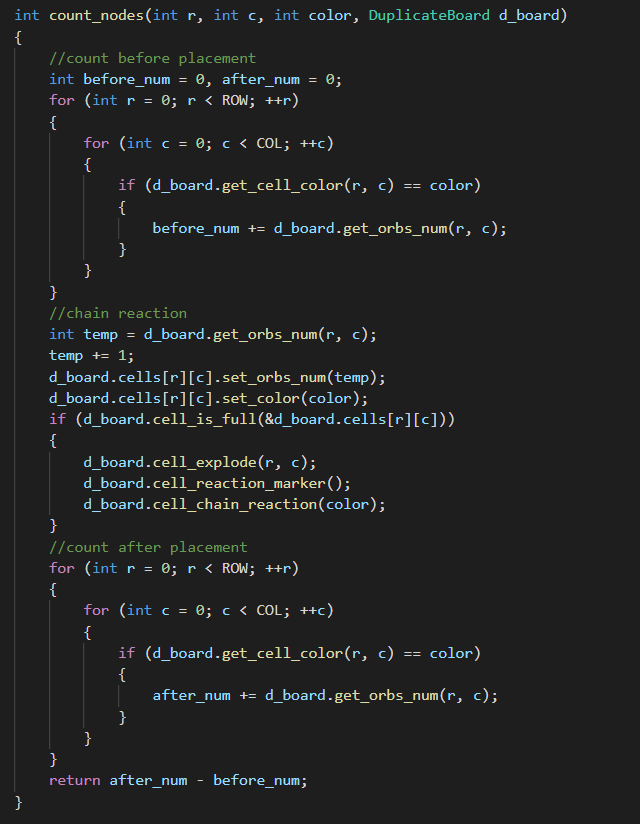 int count_nodes(int r, int c, int color, DuplicateBoard d_board)
{
    //count before placement
    int before_num = 0, after_num = 0;
    for (int r = 0; r < ROW; ++r)
    {
        for (int c = 0; c < COL; ++c)
        {
            if (d_board.get_cell_color(r, c) == color)
            {
                before_num += d_board.get_orbs_num(r, c);
            }
        }
    }
    //chain reaction
    int temp = d_board.get_orbs_num(r, c);
    temp += 1;
    d_board.cells[r][c].set_orbs_num(temp);
    d_board.cells[r][c].set_color(color);
    if (d_board.cell_is_full(&d_board.cells[r][c]))
    {
        d_board.cell_explode(r, c);
        d_board.cell_reaction_marker();
        d_board.cell_chain_reaction(color);
    }
    //count after placement
    for (int r = 0; r < ROW; ++r)
    {
        for (int c = 0; c < COL; ++c)
        {
            if (d_board.get_cell_color(r, c) == color)
            {
                after_num += d_board.get_orbs_num(r, c);
            }
        }
    }
    return after_num - before_num;
}